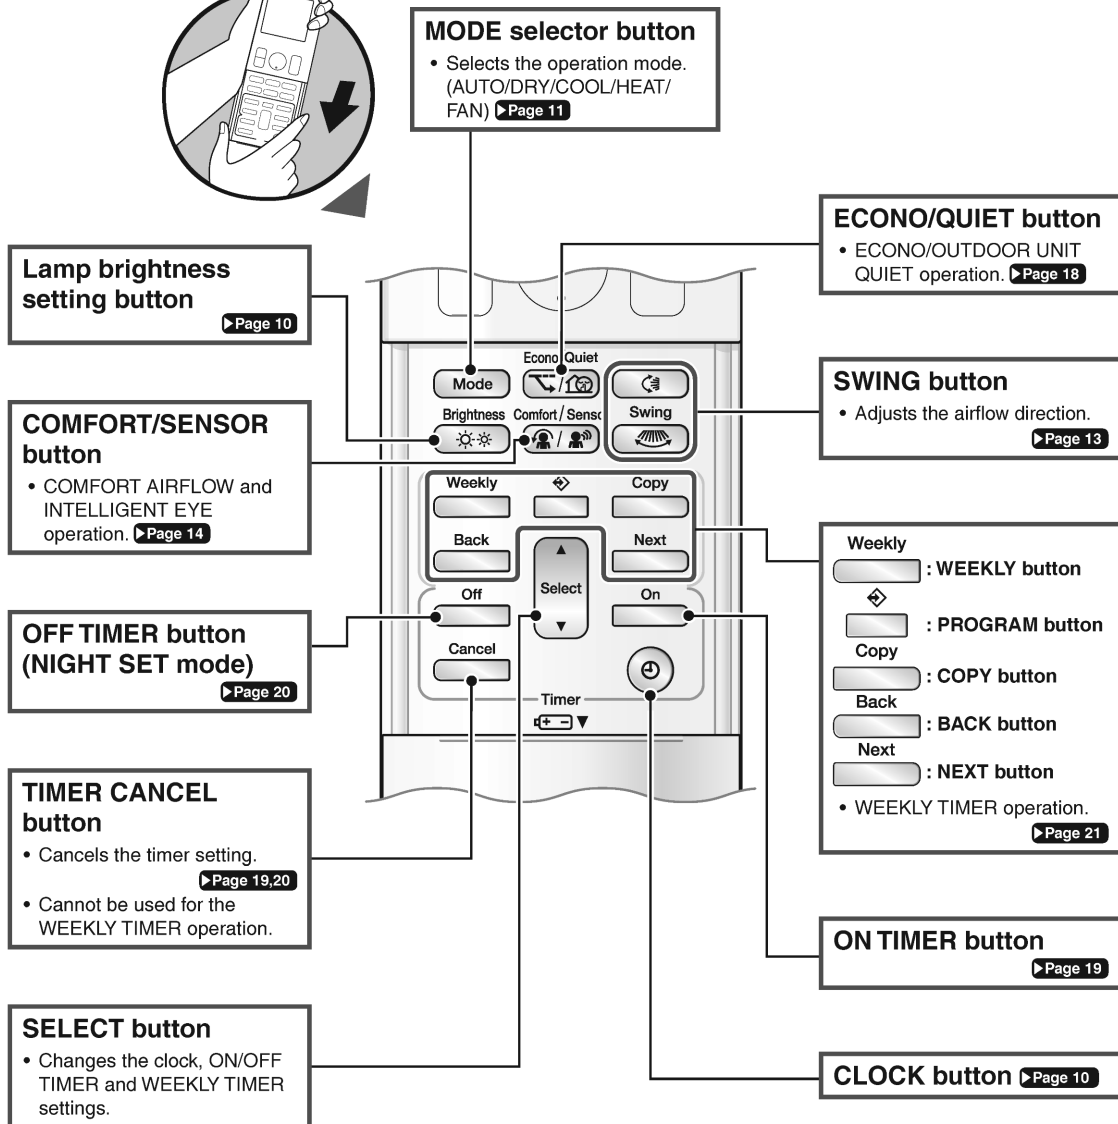 MODE selector button
• Selects the operation mode.
(AUTO/DRY/COOL/HEAT/
FAN) ▶Page 11
ECONO/QUIET button
• ECONO/OUTDOOR UNIT
QUIET operation. ▶Page 18
Lamp brightness
setting button
▶Page 10
SWING button
• Adjusts the airflow direction.
▶Page 13
COMFORT/SENSOR
button
• COMFORT AIRFLOW and
INTELLIGENT EYE
operation. ▶Page 14
Econo Quiet
Mode
Brightness
Comfort / Senso
Swing
Weekly
Copy
Back
Next
Select
Off
On
Cancel
Timer
Weekly
: WEEKLY button
: PROGRAM button
Copy
: COPY button
Back
: BACK button
Next
: NEXT button
• WEEKLY TIMER operation.
▶Page 21
OFF TIMER button
(NIGHT SET mode)
▶Page 20
TIMER CANCEL
button
• Cancels the timer setting.
▶Page 19,20
• Cannot be used for the
WEEKLY TIMER operation.
ON TIMER button
▶Page 19
SELECT button
• Changes the clock, ON/OFF
TIMER and WEEKLY TIMER
settings.
CLOCK button ▶Page 10